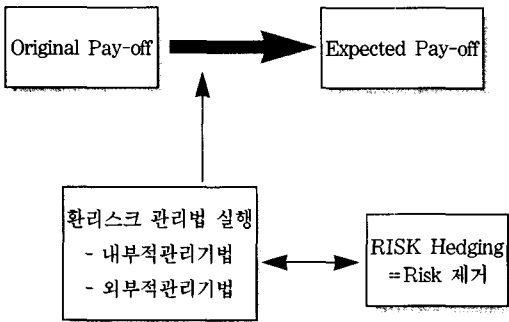 Original Pay-off
Expected Pay-off
환리스크 관리법 실행
- 내부적관리기법
- 외부적관리기법
RISK Hedging
=Risk 제거